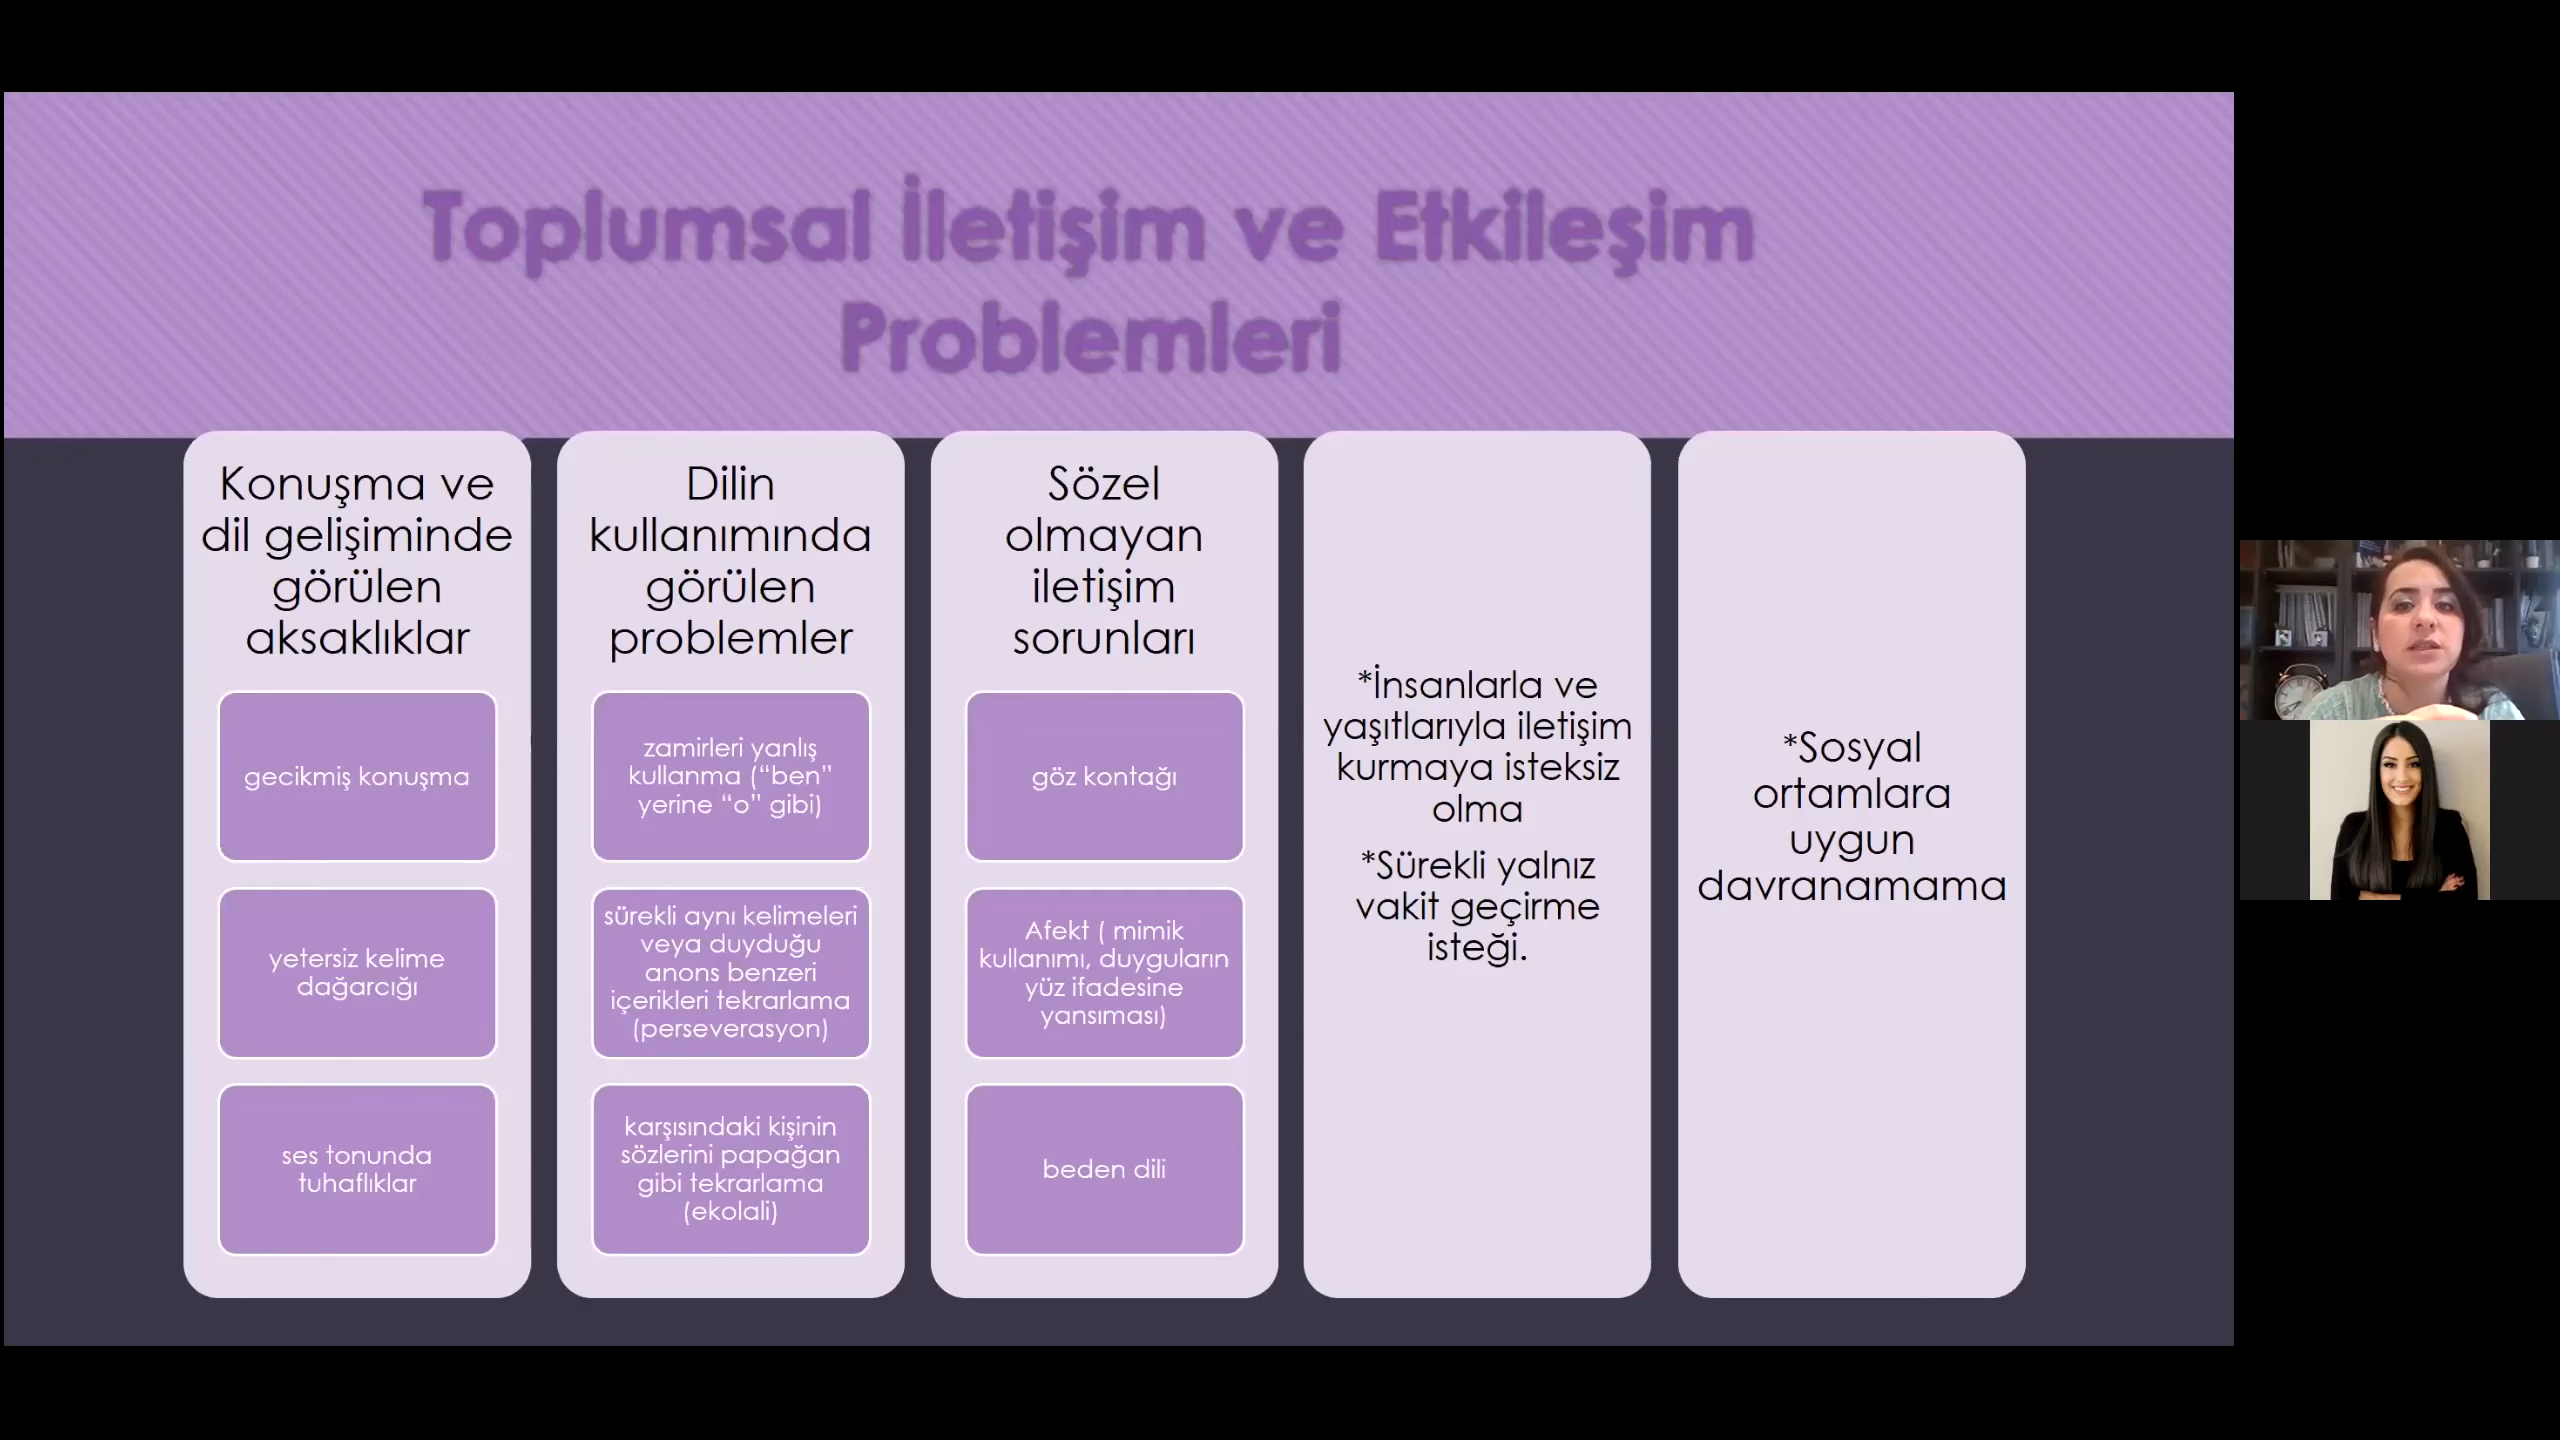 Toplumsal İletişim ve Etkileşim
Problemleri
Konuşma ve
dil gelişiminde
görülen
aksaklıklar
gecikmiş konuşma
yetersiz kelime
dağarcığı
ses tonunda
tuhaflıklar
Dilin
kullanımında
görülen
problemler
zamirleri yanlış
kullanma (“ben”
yerine “o” gibi)
sürekli aynı kelimeleri
veya duyduğu
anons benzeri
içerikleri tekrarlama
(perseverasyon)
karşısındaki kişinin
sözlerini papağan
gibi tekrarlama
(ekolali)
Sözel
olmayan
iletişim
sorunları
göz kontağı
Afekt ( mimik
kullanımı, duyguların
yüz ifadesine
yansıması)
beden dili
*İnsanlarla ve
yaşıtlarıyla iletişim
kurmaya isteksiz
olma
*Sürekli yalnız
vakit geçirme
isteği.
*Sosyal
ortamlara
uygun
davranamama